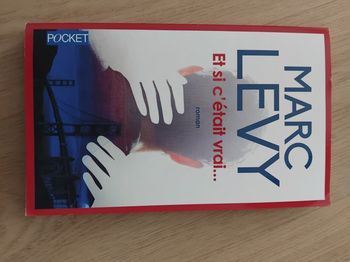 POCKET
MARC
LEVY
Et si c'était vrai...
roman